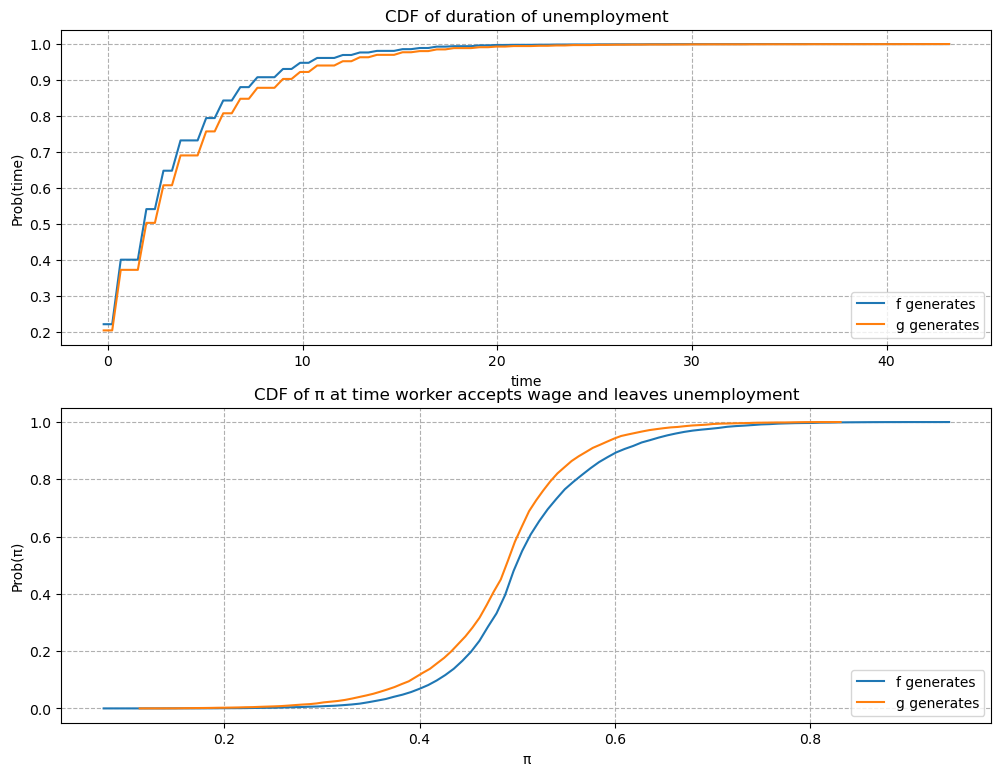 CDF of duration of unemployment
Prob(time)
1.0
0.9
0.8
0.7
0.6
0.5
0.4
0.3
0.2
f generates
g generates
0 10 20 30 40
time
CDF of π at time worker accepts wage and leaves unemployment
Prob(π)
1.0
0.8
0.6
0.4
0.2
0.0
f generates
g generates
0.2 0.4 0.6 0.8
π